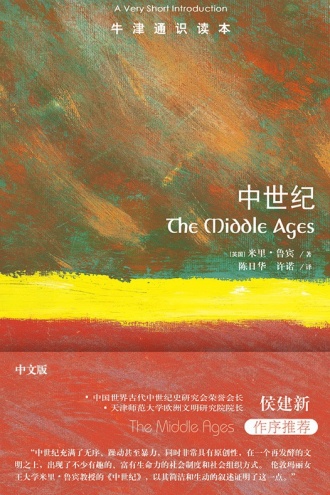 A Very Short Introduction
牛津通识读本
中世纪
The Middle Ages
[英国] 米里·鲁宾 / 著
陈日华 许诺 / 译
中文版
· 中国世界古代中世纪史研究会荣誉会长
· 天津师范大学欧洲文明研究院院长
侯建新
The Middle Ages
作序推荐
“中世纪充满了无序、躁动甚至暴力，同时非常具有原创性，在一个再发的文
明之上，出现了不少有趣的、富有生命力的社会制度和社会组织方式。 伦敦玛丽女
王大学米里·鲁宾教授的《中世纪》，以其简洁和生动的叙述证明了这一点。”